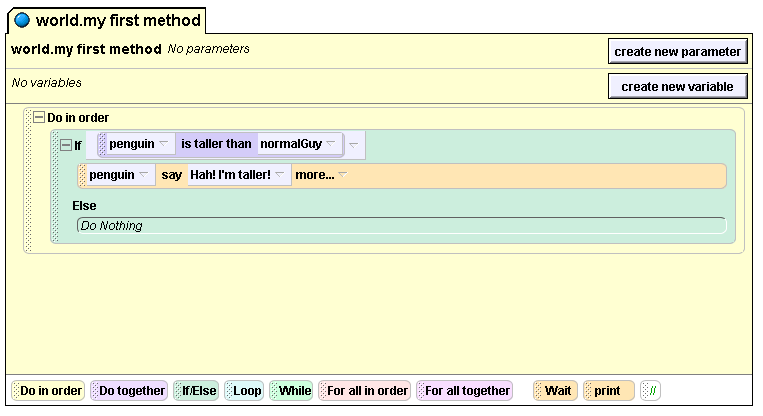 world.my first method
world.my first method No parameters create new parameter
No variables create new variable
Do in order
If penguin is taller than normalGuy
penguin say Hah! I'm taller! more...
Else
Do Nothing
Do in order Do together If/Else Loop While For all in order For all together Wait print //